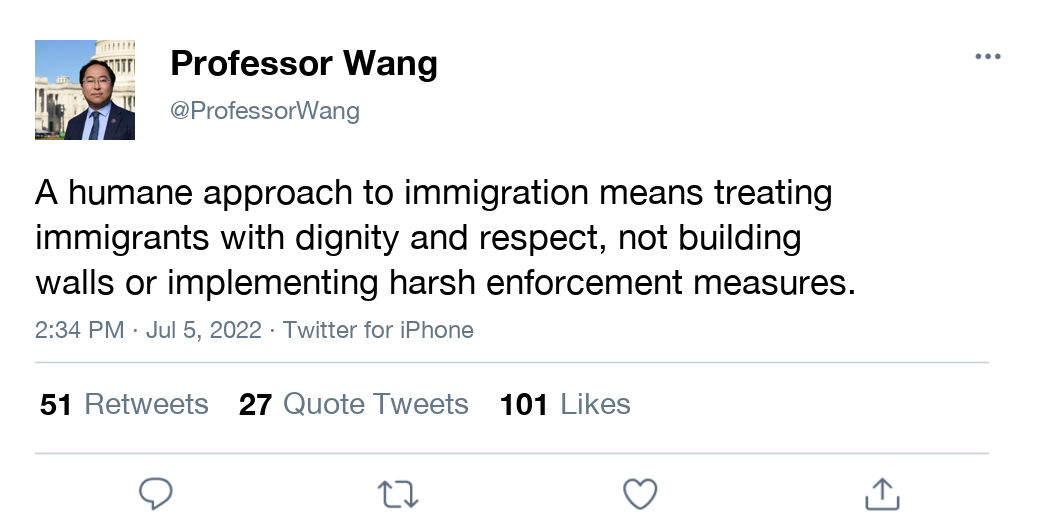 Professor Wang
@ProfessorWang
A humane approach to immigration means treating
immigrants with dignity and respect, not building
walls or implementing harsh enforcement measures.
2:34 PM · Jul 5, 2022 · Twitter for iPhone
51 Retweets 27 Quote Tweets 101 Likes